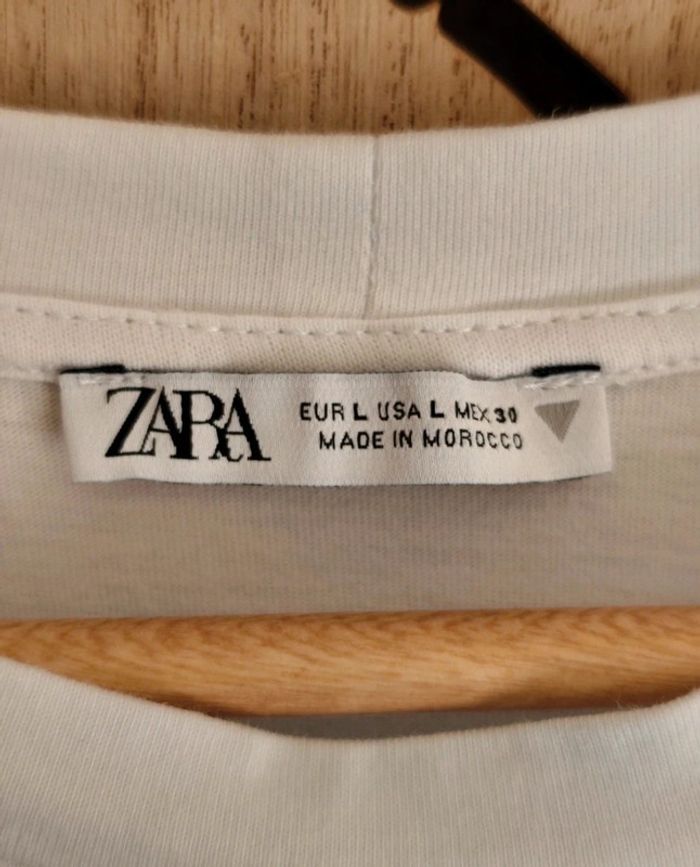 ZARA
EUR L USA L MEX 30
MADE IN MOROCCO